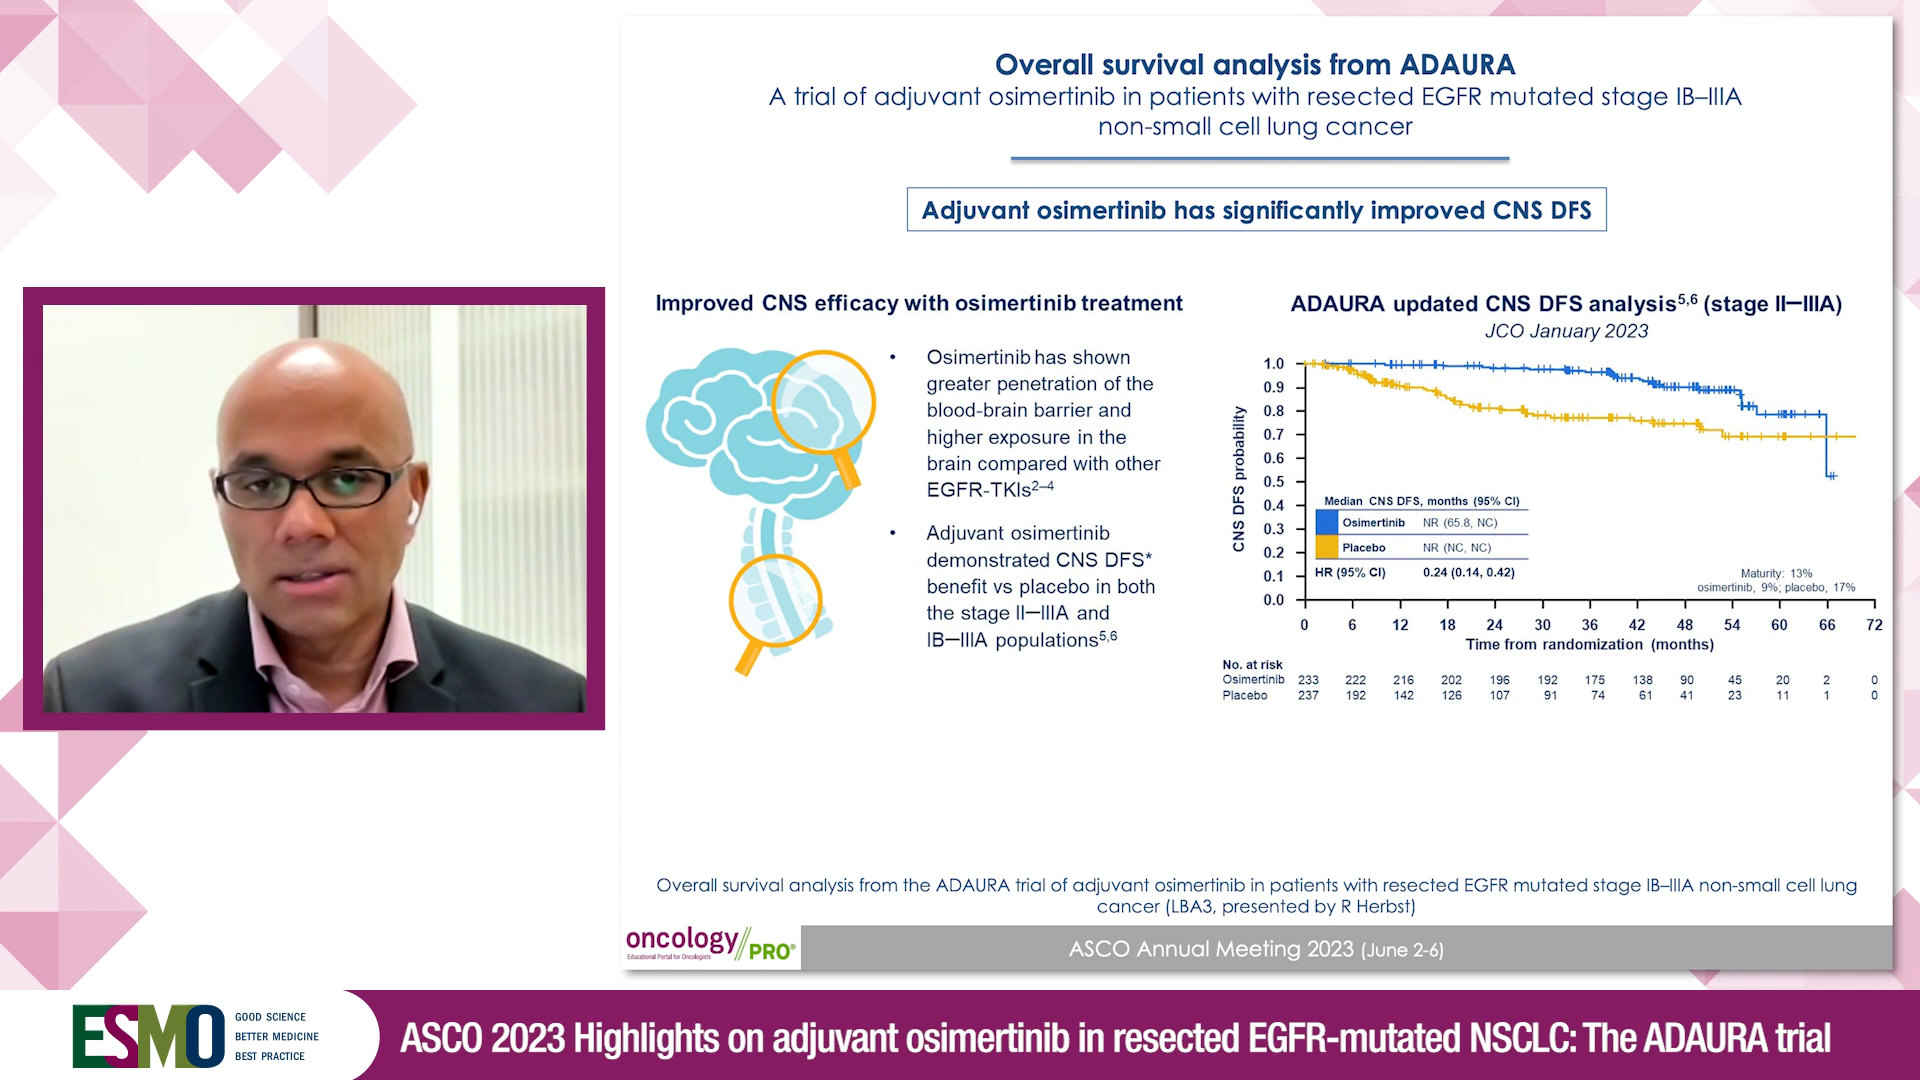 Overall survival analysis from ADAURA
A trial of adjuvant osimertinib in patients with resected EGFR mutated stage IB–IIIA
non-small cell lung cancer
Adjuvant osimertinib has significantly improved CNS DFS
Improved CNS efficacy with osimertinib treatment
• Osimertinib has shown
greater penetration of the
blood-brain barrier and
higher exposure in the
brain compared with other
EGFR-TKIs2–4
• Adjuvant osimertinib
demonstrated CNS DFS*
benefit vs placebo in both
the stage II–IIIA and
IB–IIIA populations5,6
ADAURA updated CNS DFS analysis5,6 (stage II–IIIA)
JCO January 2023
CNS DFS probability
1.0
0.9
0.8
0.7
0.6
0.5
0.4
0.3
0.2
0.1
0.0
Median CNS DFS, months (95% CI)
Osimertinib NR (65.8, NC)
Placebo NR (NC, NC)
HR (95% CI) 0.24 (0.14, 0.42)
Maturity: 13%
osimertinib, 9%; placebo, 17%
0 6 12 18 24 30 36 42 48 54 60 66 72
Time from randomization (months)
No. at risk
Osimertinib 233 222 216 202 196 192 175 138 90 45 20 2 0
Placebo 237 192 142 126 107 91 74 61 41 23 11 1 0
Overall survival analysis from the ADAURA trial of adjuvant osimertinib in patients with resected EGFR mutated stage IB–IIIA non-small cell lung
cancer (LBA3, presented by R Herbst)
oncology//PRO®
Educational Portal for Oncologists
ASCO Annual Meeting 2023 (June 2-6)
ESMO
GOOD SCIENCE
BETTER MEDICINE
BEST PRACTICE
ASCO 2023 Highlights on adjuvant osimertinib in resected EGFR-mutated NSCLC: The ADAURA trial